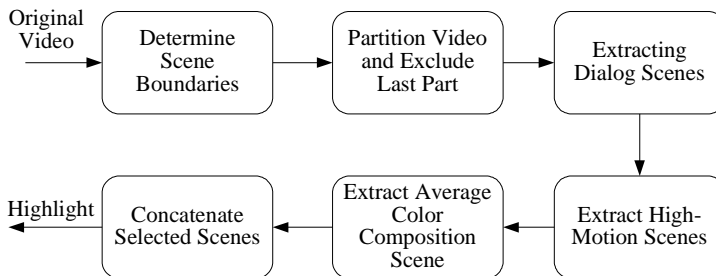 Original
Video
Determine
Scene
Boundaries
Partition Video
and Exclude
Last Part
Extracting
Dialog Scenes
Extract High-
Motion Scenes
Extract Average
Color
Composition
Scene
Concatenate
Selected Scenes
Highlight